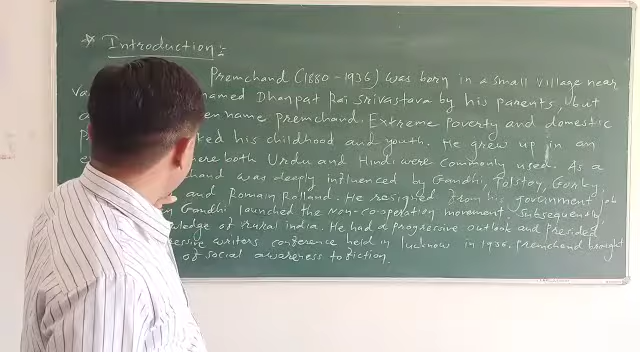 Introduction:-
Premchand (1880-1936) was born in a small village near
Va named Dhanpat Rai Srivastava by his parents, but
a en name premchand. Extreme poverty and domestic
P ked his childhood and youth. He grew up in an
e here both Urdu and Hindi were commonly used. As a
hand was deeply influenced by Gandhi, Tolstoy, Gorky
and Romain Rolland. He resigned from his government job
n Gandhi launched the non-cooperation movement. Subsequently,
wledge of rural india. He had a progressive outlook and presided
ressive writers conference held in lucknow in 1936. premchand brought
of social awareness to fiction.